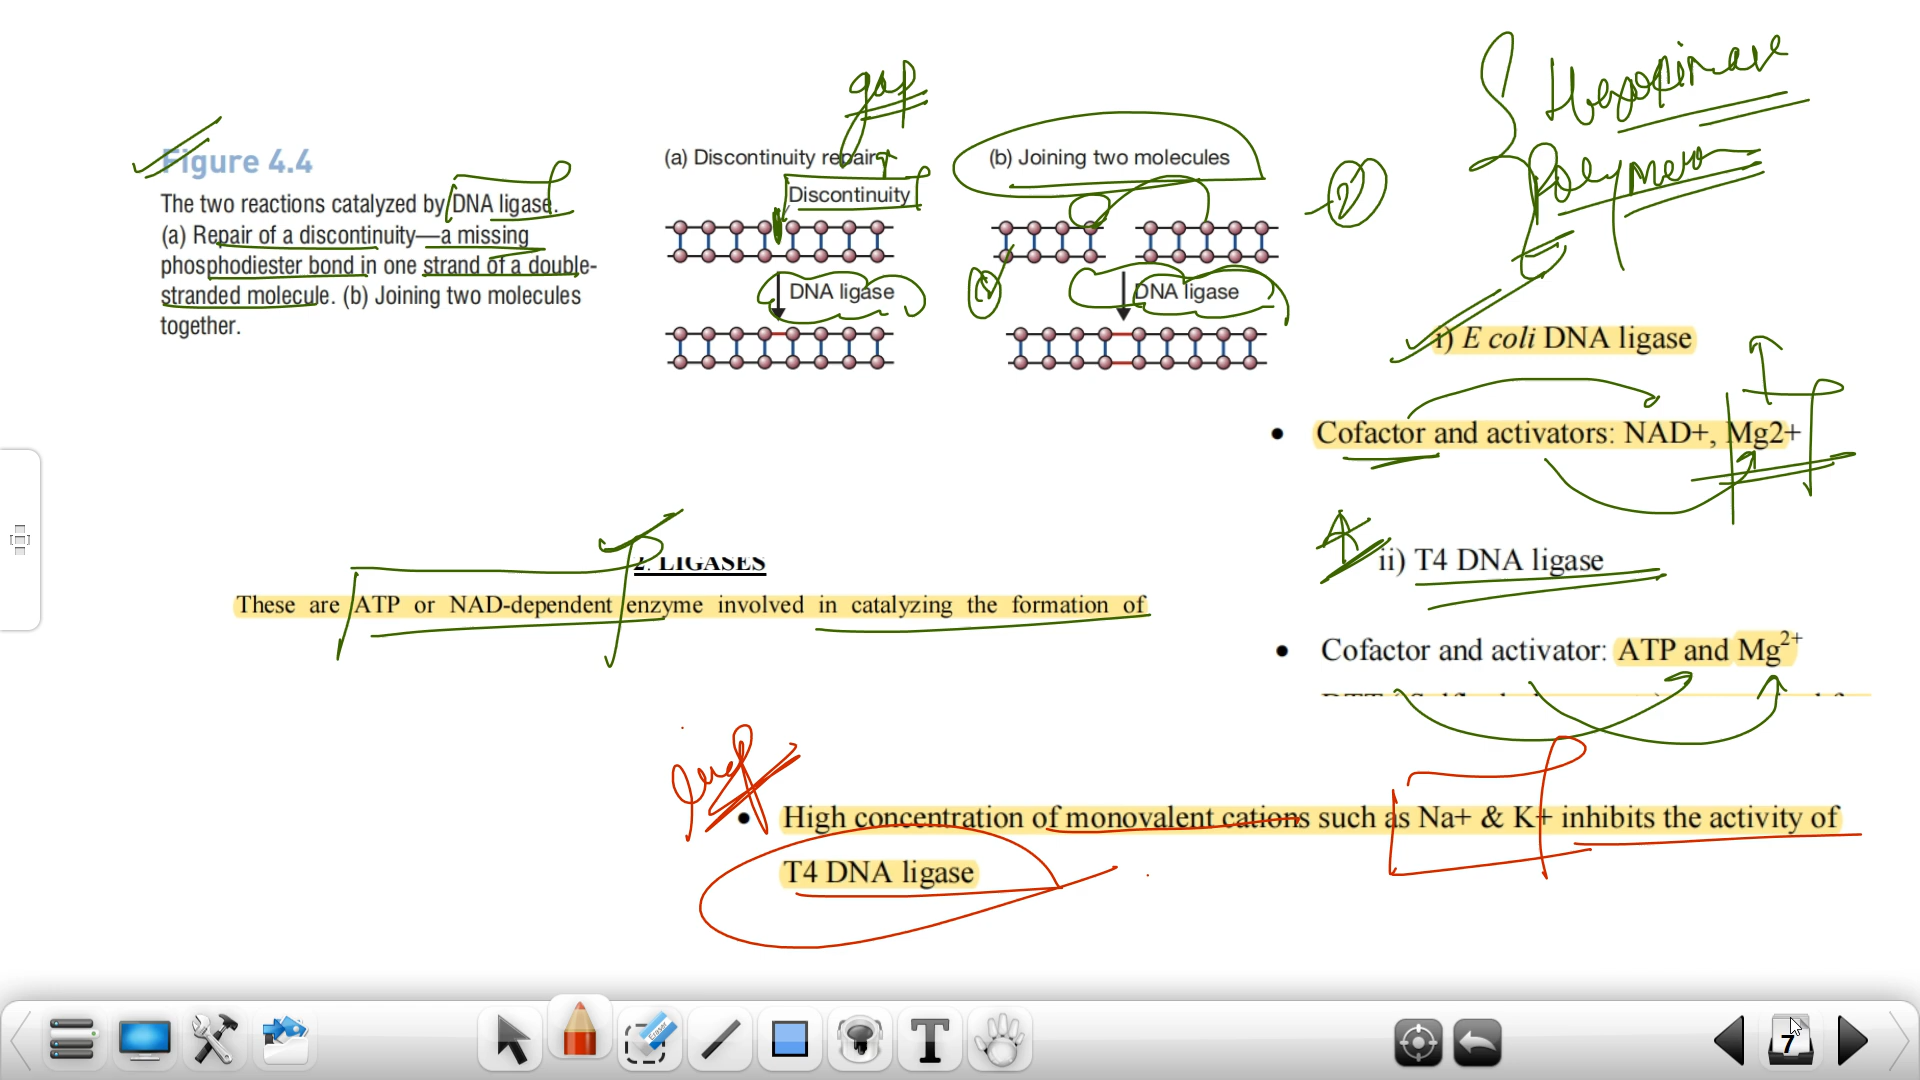 gap
Hexokinase
Polymera
Figure 4.4
The two reactions catalyzed by DNA ligase.
(a) Repair of a discontinuity—a missing
phosphodiester bond in one strand of a double-
stranded molecule. (b) Joining two molecules
together.
(a) Discontinuity repair
Discontinuity
DNA ligase
(b) Joining two molecules
DNA ligase
i) E coli DNA ligase
• Cofactor and activators: NAD+, Mg2+
ii) T4 DNA ligase
• Cofactor and activator: ATP and Mg2+
2. LIGASES
These are ATP or NAD-dependent enzyme involved in catalyzing the formation of
• High concentration of monovalent cations such as Na+ & K+ inhibits the activity of
T4 DNA ligase
Eraser
T
7